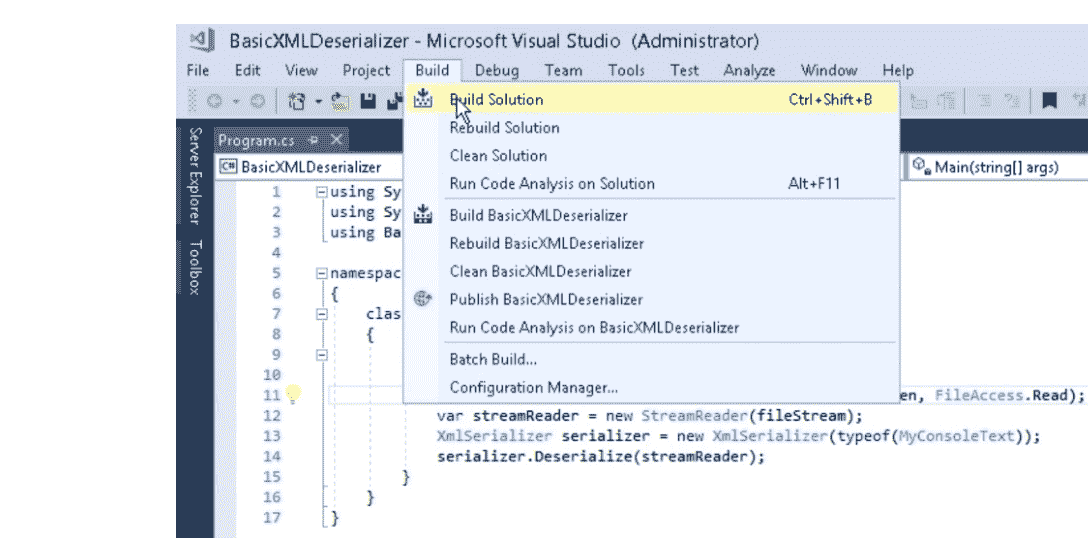 BasicXMLDeserializer - Microsoft Visual Studio (Administrator)
File Edit View Project Build Debug Team Tools Test Analyze Window Help
Build Solution Ctrl+Shift+B
Rebuild Solution
Clean Solution
Run Code Analysis on Solution Alt+F11
Build BasicXMLDeserializer
Rebuild BasicXMLDeserializer
Clean BasicXMLDeserializer
Publish BasicXMLDeserializer
Run Code Analysis on BasicXMLDeserializer
Batch Build...
Configuration Manager...
Server Explorer
Toolbox
Program.cs
C# BasicXMLDeserializer Main(string[] args)
1 using Sy
2 using Sy
3 using Ba
4
5 namespac
6 {
7 clas
8 {
9
10
11 en, FileAccess.Read);
12 var streamReader = new StreamReader(fileStream);
13 XmlSerializer serializer = new XmlSerializer(typeof(MyConsoleText));
14 serializer.Deserialize(streamReader);
15 }
16 }
17 }